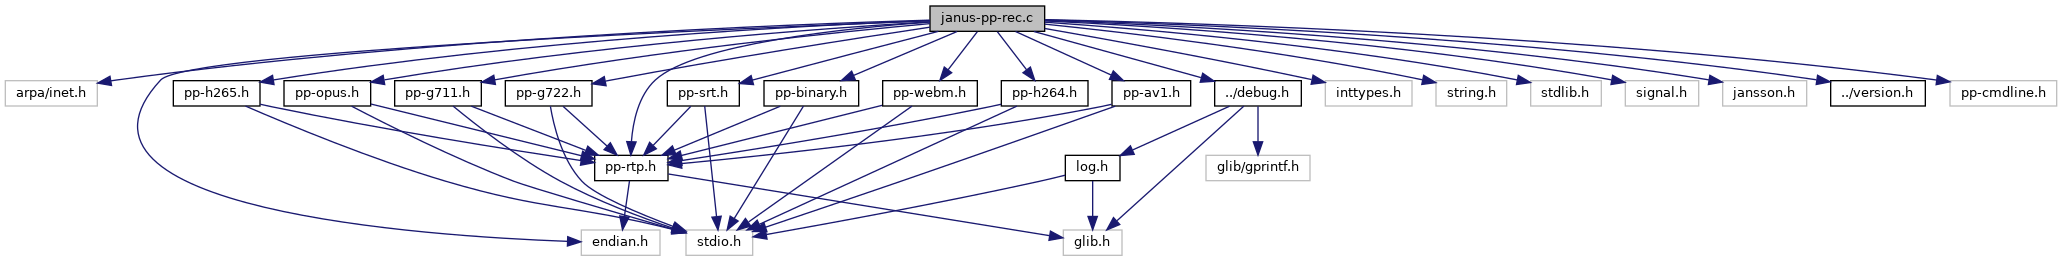 janus-pp-rec.c
arpa/inet.h
pp-h265.h
pp-opus.h
pp-g711.h
pp-g722.h
pp-srt.h
pp-binary.h
pp-webm.h
pp-h264.h
pp-av1.h
../debug.h
inttypes.h
string.h
stdlib.h
signal.h
jansson.h
../version.h
pp-cmdline.h
pp-rtp.h
log.h
glib/gprintf.h
endian.h
stdio.h
glib.h